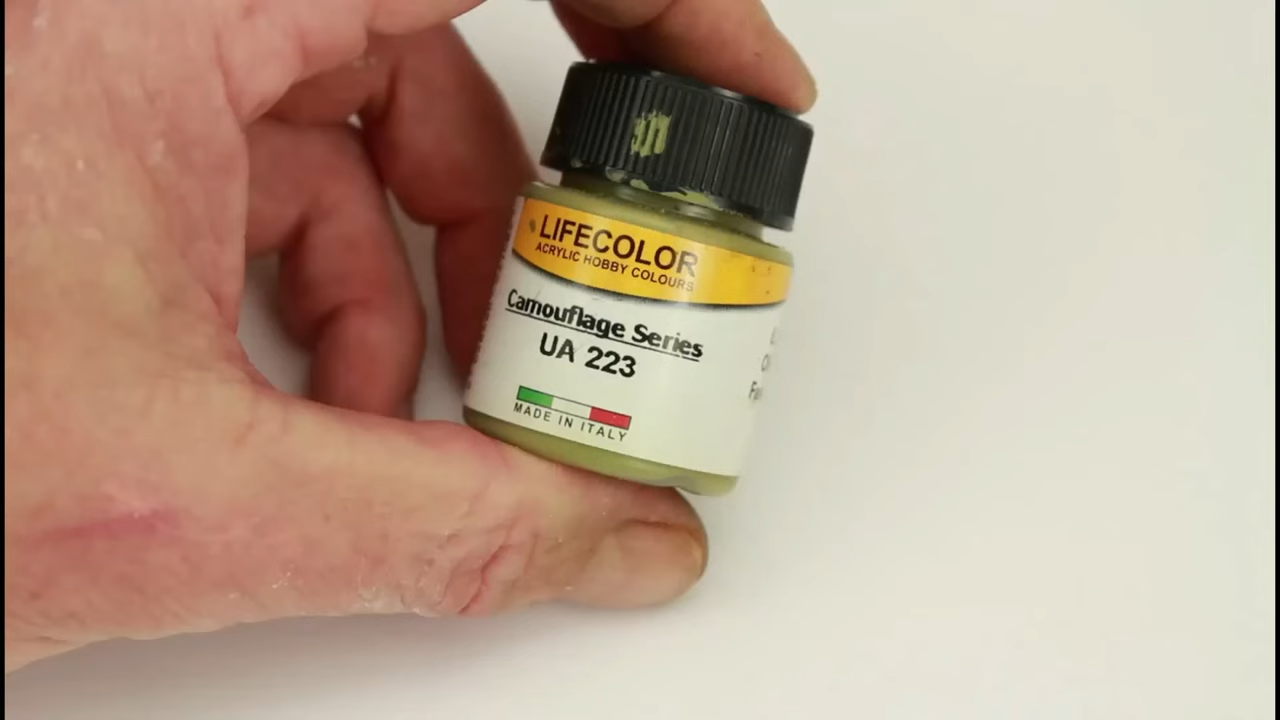 LIFECOLOR
ACRYLIC HOBBY COLOURS
Camouflage Series
UA 223
MADE IN ITALY